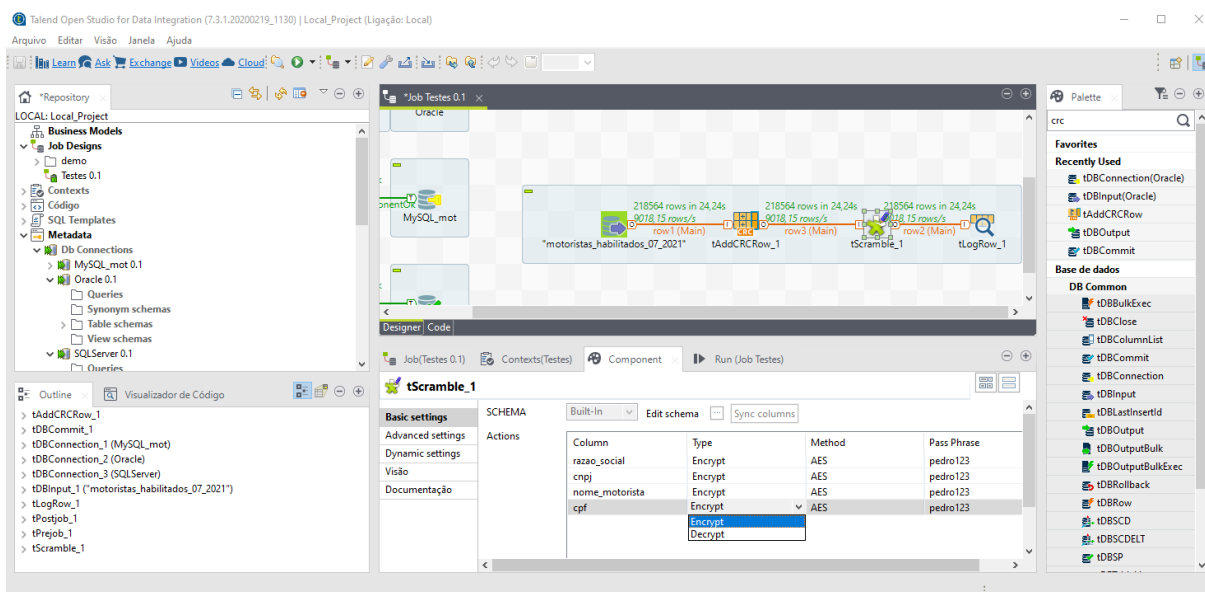 Talend Open Studio for Data Integration (7.3.1.20200219_1130) | Local_Project (Ligação: Local)
Arquivo Editar Visão Janela Ajuda
Learn Ask Exchange Videos Cloud
*Repository
LOCAL: Local_Project
Business Models
Job Designs
demo
Testes 0.1
Contexts
Código
SQL Templates
Metadata
Db Connections
MySQL_mot 0.1
Oracle 0.1
Queries
Synonym schemas
Table schemas
View schemas
SQLServer 0.1
Queries
Outline Visualizador de Código
tAddCRCRow_1
tDBCommit_1
tDBConnection_1 (MySQL_mot)
tDBConnection_2 (Oracle)
tDBConnection_3 (SQLServer)
tDBInput_1 ("motoristas_habilitados_07_2021")
tLogRow_1
tPostjob_1
tPrejob_1
tScramble_1
*Job Testes 0.1
Oracle
MySQL_mot
218564 rows in 24,24s 218564 rows in 24,24s 218564 rows in 24,24s
9018,15 rows/s 9018,15 rows/s 9018,15 rows/s
row1 (Main) row3 (Main) row2 (Main)
CRC
"motoristas_habilitados_07_2021" tAddCRCRow_1 tScramble_1 tLogRow_1
Designer Code
Job(Testes 0.1) Contexts(Testes) Component Run (Job Testes)
tScramble_1
Basic settings
Advanced settings
Dynamic settings
Visão
Documentação
SCHEMA Built-In Edit schema ... Sync columns
Actions
Column Type Method Pass Phrase
razao_social Encrypt AES pedro123
cnpj Encrypt AES pedro123
nome_motorista Encrypt AES pedro123
cpf Encrypt AES pedro123
Encrypt
Decrypt
Palette
crc
Favorites
Recently Used
tDBConnection(Oracle)
tDBInput(Oracle)
tAddCRCRow
tDBOutput
tDBCommit
Base de dados
DB Common
tDBBulkExec
tDBClose
tDBColumnList
tDBCommit
tDBConnection
tDBInput
tDBLastInsertId
tDBOutput
tDBOutputBulk
tDBOutputBulkExec
tDBRollback
tDBRow
tDBSCD
tDBSCDELT
tDBSP